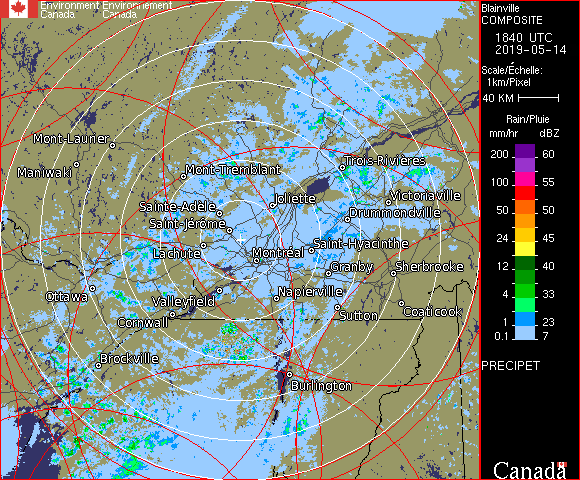 Environment Environnement
Canada Canada
Blainville
COMPOSITE
1840 UTC
2019-05-14
Scale/Échelle:
1km/Pixel
40 KM
Rain/Pluie
mm/hr dBZ
200 60
100 55
50 50
24 45
12 40
4 33
1 23
0.1 7
PRECIPET
Canada
Mont-Laurier
Maniwaki
Mont-Tremblant
Trois-Rivières
Joliette
Victoriaville
Sainte-Adèle
Drummondville
Saint-Jérôme
Saint-Hyacinthe
Lachute
Montréal
Granby
Sherbrooke
Ottawa
Valleyfield
Napierville
Cornwall
Sutton
Coaticook
Brockville
Burlington